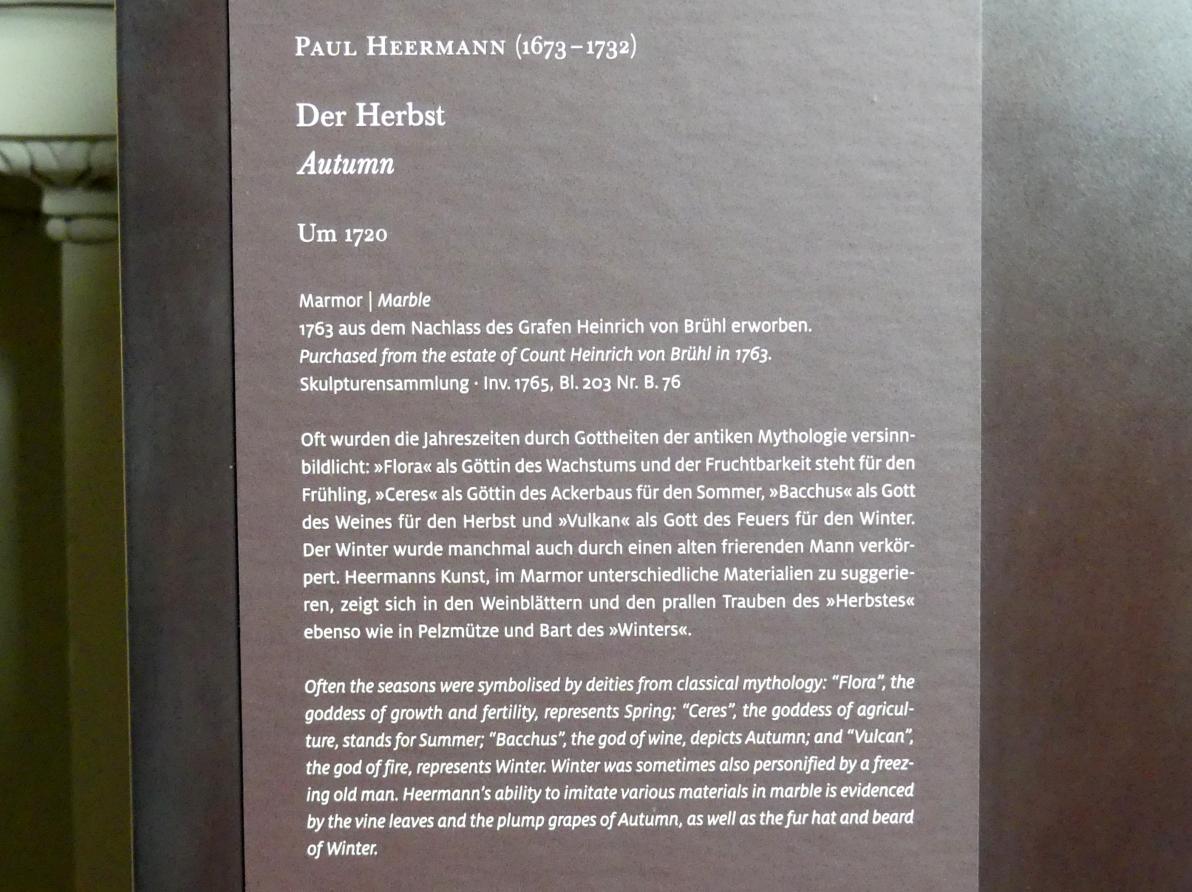 PAUL HEERMANN (1673–1732)
Der Herbst
Autumn
Um 1720
Marmor | Marble
1763 aus dem Nachlass des Grafen Heinrich von Brühl erworben.
Purchased from the estate of Count Heinrich von Brühl in 1763.
Skulpturensammlung · Inv. 1765, Bl. 203 Nr. B. 76
Oft wurden die Jahreszeiten durch Gottheiten der antiken Mythologie versinn-
bildlicht: »Flora« als Göttin des Wachstums und der Fruchtbarkeit steht für den
Frühling, »Ceres« als Göttin des Ackerbaus für den Sommer, »Bacchus« als Gott
des Weines für den Herbst und »Vulkan« als Gott des Feuers für den Winter.
Der Winter wurde manchmal auch durch einen alten frierenden Mann verkör-
pert. Heermanns Kunst, im Marmor unterschiedliche Materialien zu suggerie-
ren, zeigt sich in den Weinblättern und den prallen Trauben des »Herbstes«
ebenso wie in Pelzmütze und Bart des »Winters«.
Often the seasons were symbolised by deities from classical mythology: “Flora”, the
goddess of growth and fertility, represents Spring; “Ceres”, the goddess of agricul-
ture, stands for Summer; “Bacchus”, the god of wine, depicts Autumn; and “Vulcan”,
the god of fire, represents Winter. Winter was sometimes also personified by a freez-
ing old man. Heermann’s ability to imitate various materials in marble is evidenced
by the vine leaves and the plump grapes of Autumn, as well as the fur hat and beard
of Winter.